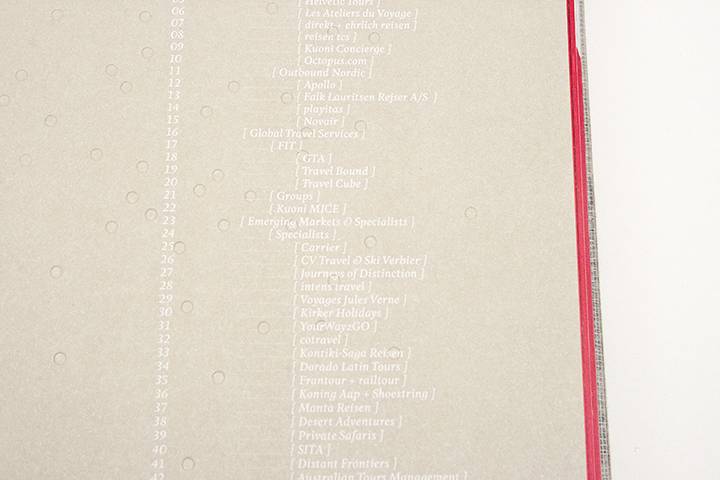 05 [ Helvetic Tours ]
06 [ Les Ateliers du Voyage ]
07 [ direkt + ehrlich reisen ]
08 [ reisen tcs ]
09 [ Kuoni Concierge ]
10 [ Octopus.com ]
11 [ Outbound Nordic ]
12 [ Apollo ]
13 [ Falk Lauritsen Rejser A/S ]
14 [ playitas ]
15 [ Novair ]
16 [ Global Travel Services ]
17 [ FIT ]
18 [ GTA ]
19 [ Travel Bound ]
20 [ Travel Cube ]
21 [ Groups ]
22 [ Kuoni MICE ]
23 [ Emerging Markets & Specialists ]
24 [ Specialists ]
25 [ Carrier ]
26 [ CV Travel & Ski Verbier ]
27 [ Journeys of Distinction ]
28 [ intens travel ]
29 [ Voyages Jules Verne ]
30 [ Kirker Holidays ]
31 [ YourWay2GO ]
32 [ cotravel ]
33 [ Kontiki-Saga Reisen ]
34 [ Dorado Latin Tours ]
35 [ Frantour + railtour ]
36 [ Koning Aap + Shoestring ]
37 [ Manta Reisen ]
38 [ Desert Adventures ]
39 [ Private Safaris ]
40 [ SITA ]
41 [ Distant Frontiers ]
42 [ Australian Tours Management ]